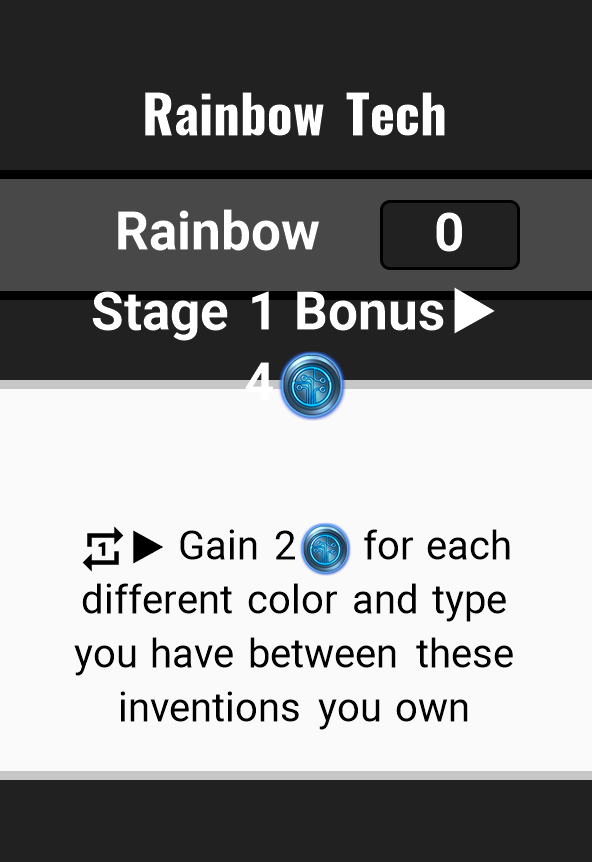 Rainbow Tech
Rainbow 0
Stage 1 Bonus▶
4
1 ▶ Gain 2 for each
different color and type
you have between these
inventions you own